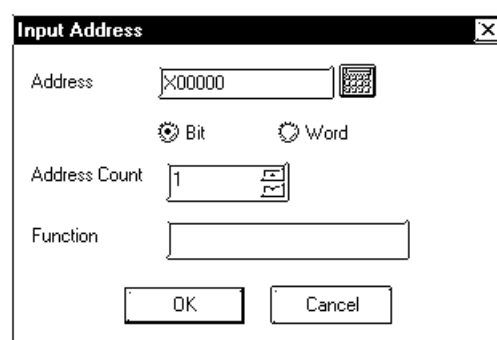 Input Address
Address X00000
Bit Word
Address Count 1
Function
OK Cancel